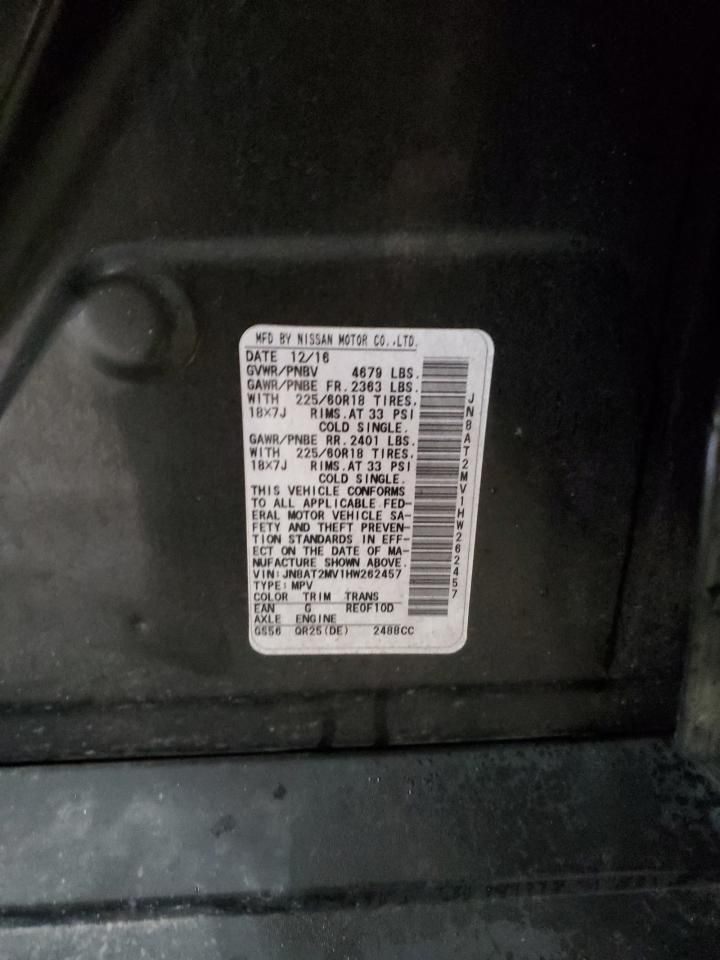 MFD BY NISSAN MOTOR CO.,LTD.
DATE 12/16
GVWR/PNBV 4679 LBS.
GAWR/PNBE FR. 2363 LBS.
WITH 225/60R18 TIRES,
18X7J RIMS.AT 33 PSI
COLD SINGLE.
GAWR/PNBE RR. 2401 LBS.
WITH 225/60R18 TIRES,
18X7J RIMS.AT 33 PSI
COLD SINGLE.
THIS VEHICLE CONFORMS
TO ALL APPLICABLE FED-
ERAL MOTOR VEHICLE SA-
FETY AND THEFT PREVEN-
TION STANDARDS IN EFF-
ECT ON THE DATE OF MA-
NUFACTURE SHOWN ABOVE.
VIN:JN8AT2MV1HW262457
TYPE:MPV
COLOR TRIM TRANS
EAN G RE0F10D
AXLE ENGINE
GS56 QR25(DE) 2488CC
JN8AT2MV1HW262457